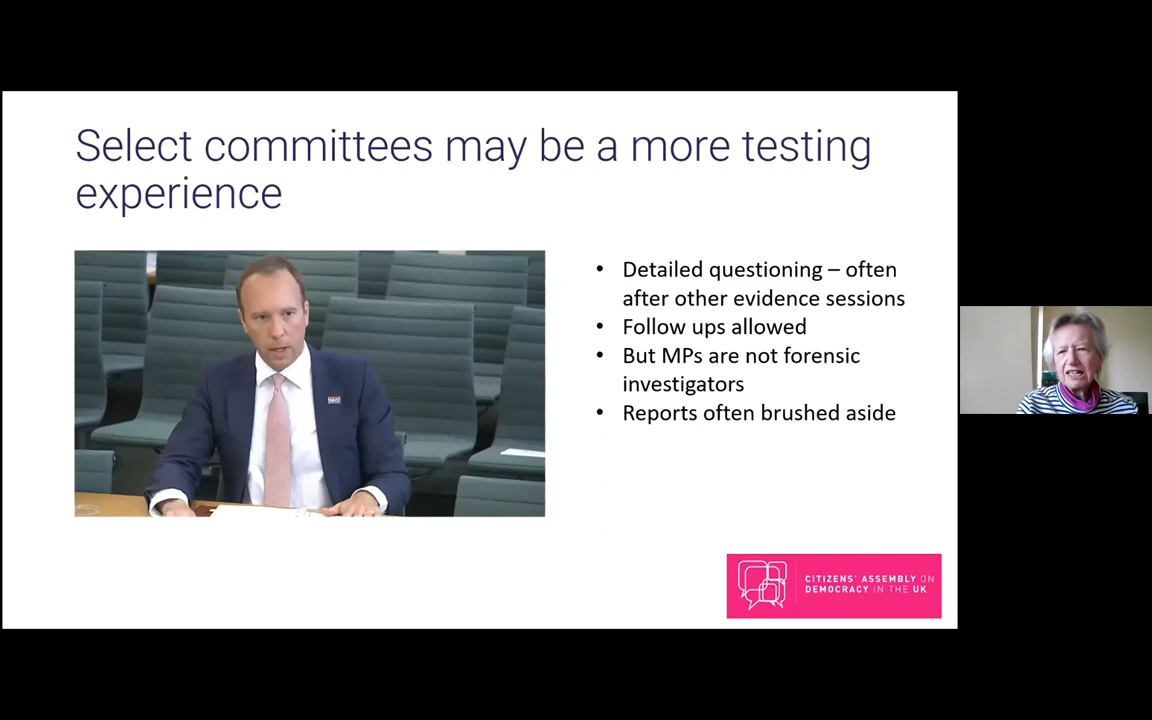 Select committees may be a more testing
experience
• Detailed questioning – often
after other evidence sessions
• Follow ups allowed
• But MPs are not forensic
investigators
• Reports often brushed aside
NHS
CITIZENS' ASSEMBLY ON
DEMOCRACY IN THE UK